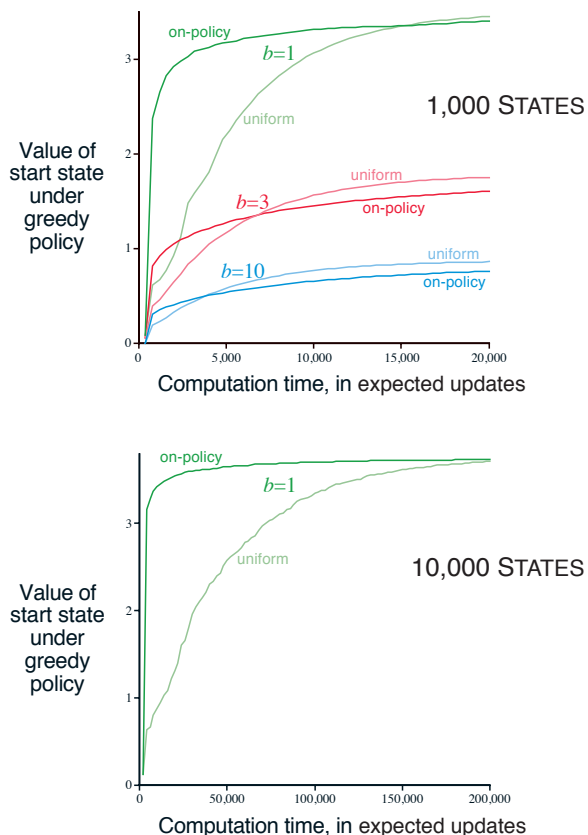 on-policy
3
b=1
1,000 STATES
uniform
Value of
start state
under
greedy
policy
2
uniform
b=3
on-policy
1
b=10
uniform
on-policy
0
0
5,000
10,000
15,000
20,000
Computation time, in expected updates
on-policy
b=1
3
uniform
10,000 STATES
Value of
start state
under
greedy
policy
2
1
0
0
50,000
100,000
150,000
200,000
Computation time, in expected updates